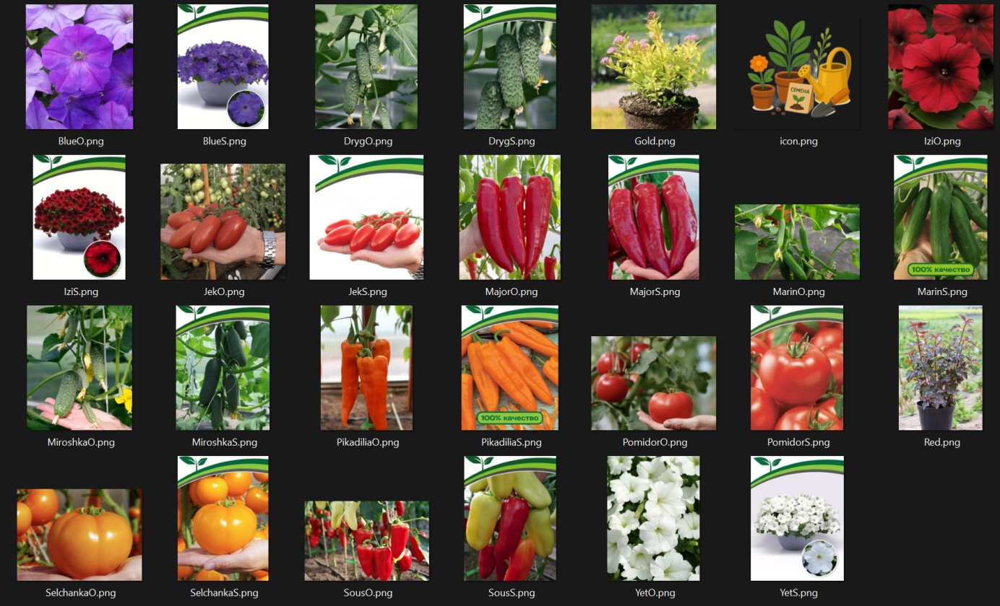 BlueO.png
BlueS.png
DrygO.png
DrygS.png
Gold.png
СЕМЕНА
icon.png
IziO.png
IziS.png
JekO.png
JekS.png
MajorO.png
MajorS.png
MarinO.png
100% качество
MarinS.png
MiroshkaO.png
MiroshkaS.png
PikadiliaO.png
100% качество
PikadiliaS.png
PomidorO.png
PomidorS.png
Red.png
SelchankaO.png
SelchankaS.png
SousO.png
SousS.png
YetO.png
YetS.png